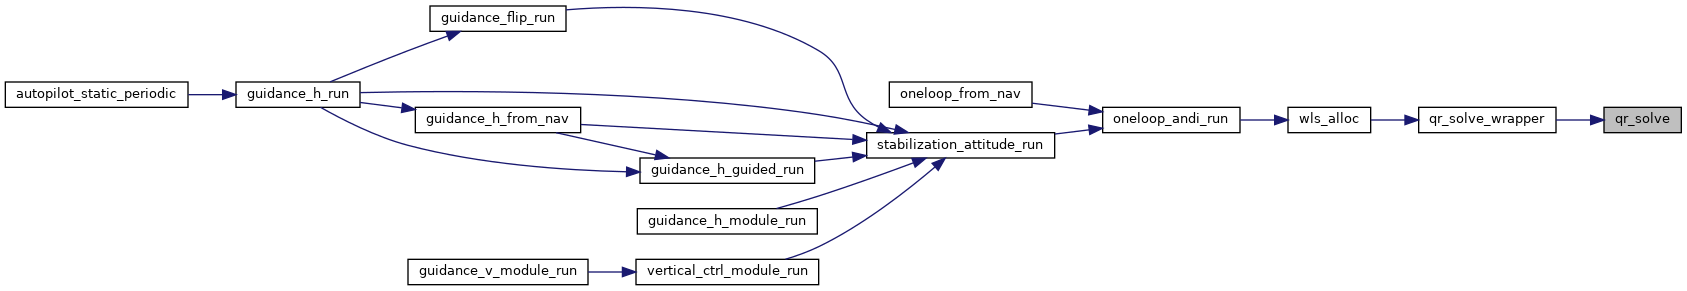 guidance_flip_run
autopilot_static_periodic
guidance_h_run
guidance_h_from_nav
guidance_h_guided_run
guidance_h_module_run
guidance_v_module_run
vertical_ctrl_module_run
stabilization_attitude_run
oneloop_from_nav
oneloop_andi_run
wls_alloc
qr_solve_wrapper
qr_solve